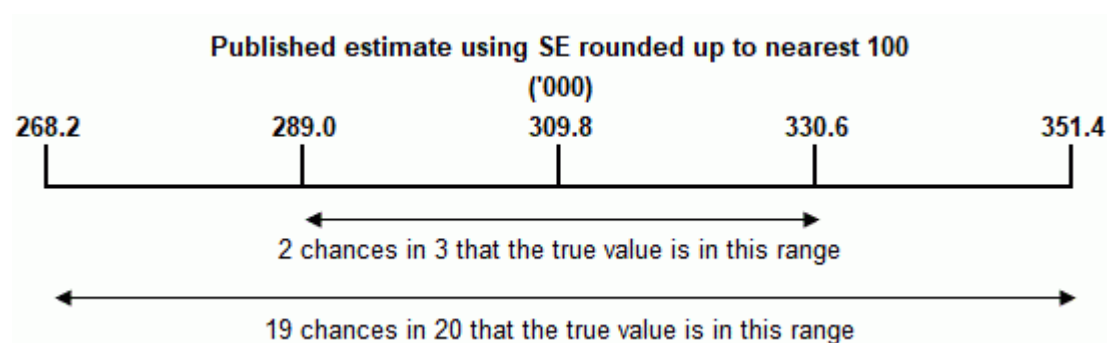 Published estimate using SE rounded up to nearest 100
('000)
268.2 289.0 309.8 330.6 351.4
2 chances in 3 that the true value is in this range
19 chances in 20 that the true value is in this range